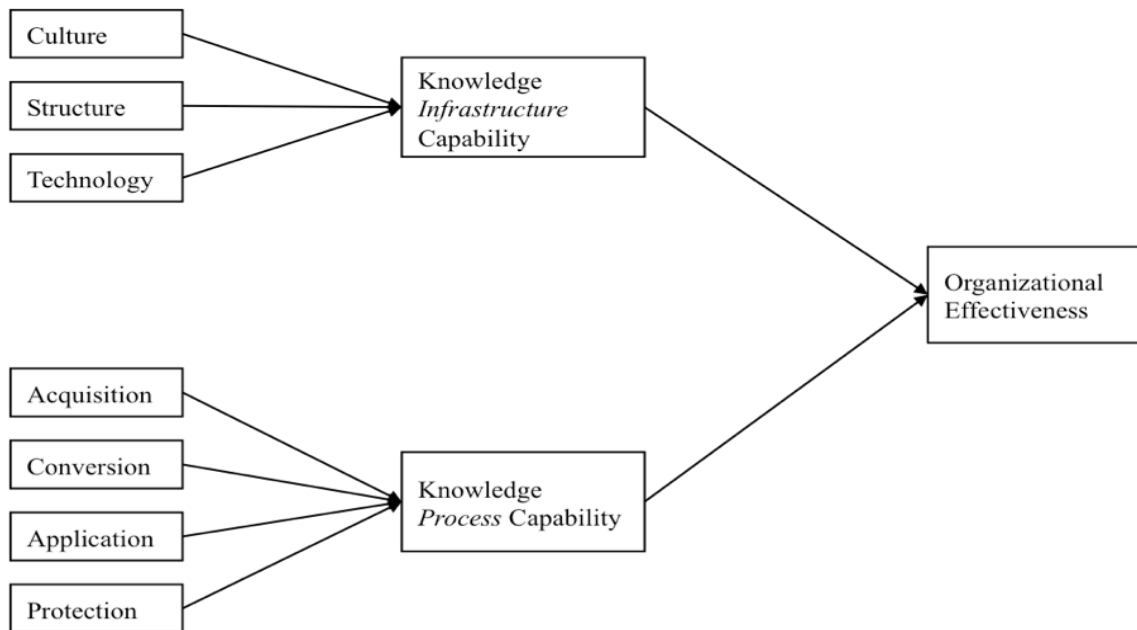 Culture
Structure
Technology
Knowledge
Infrastructure
Capability
Organizational
Effectiveness
Acquisition
Conversion
Application
Protection
Knowledge
Process Capability